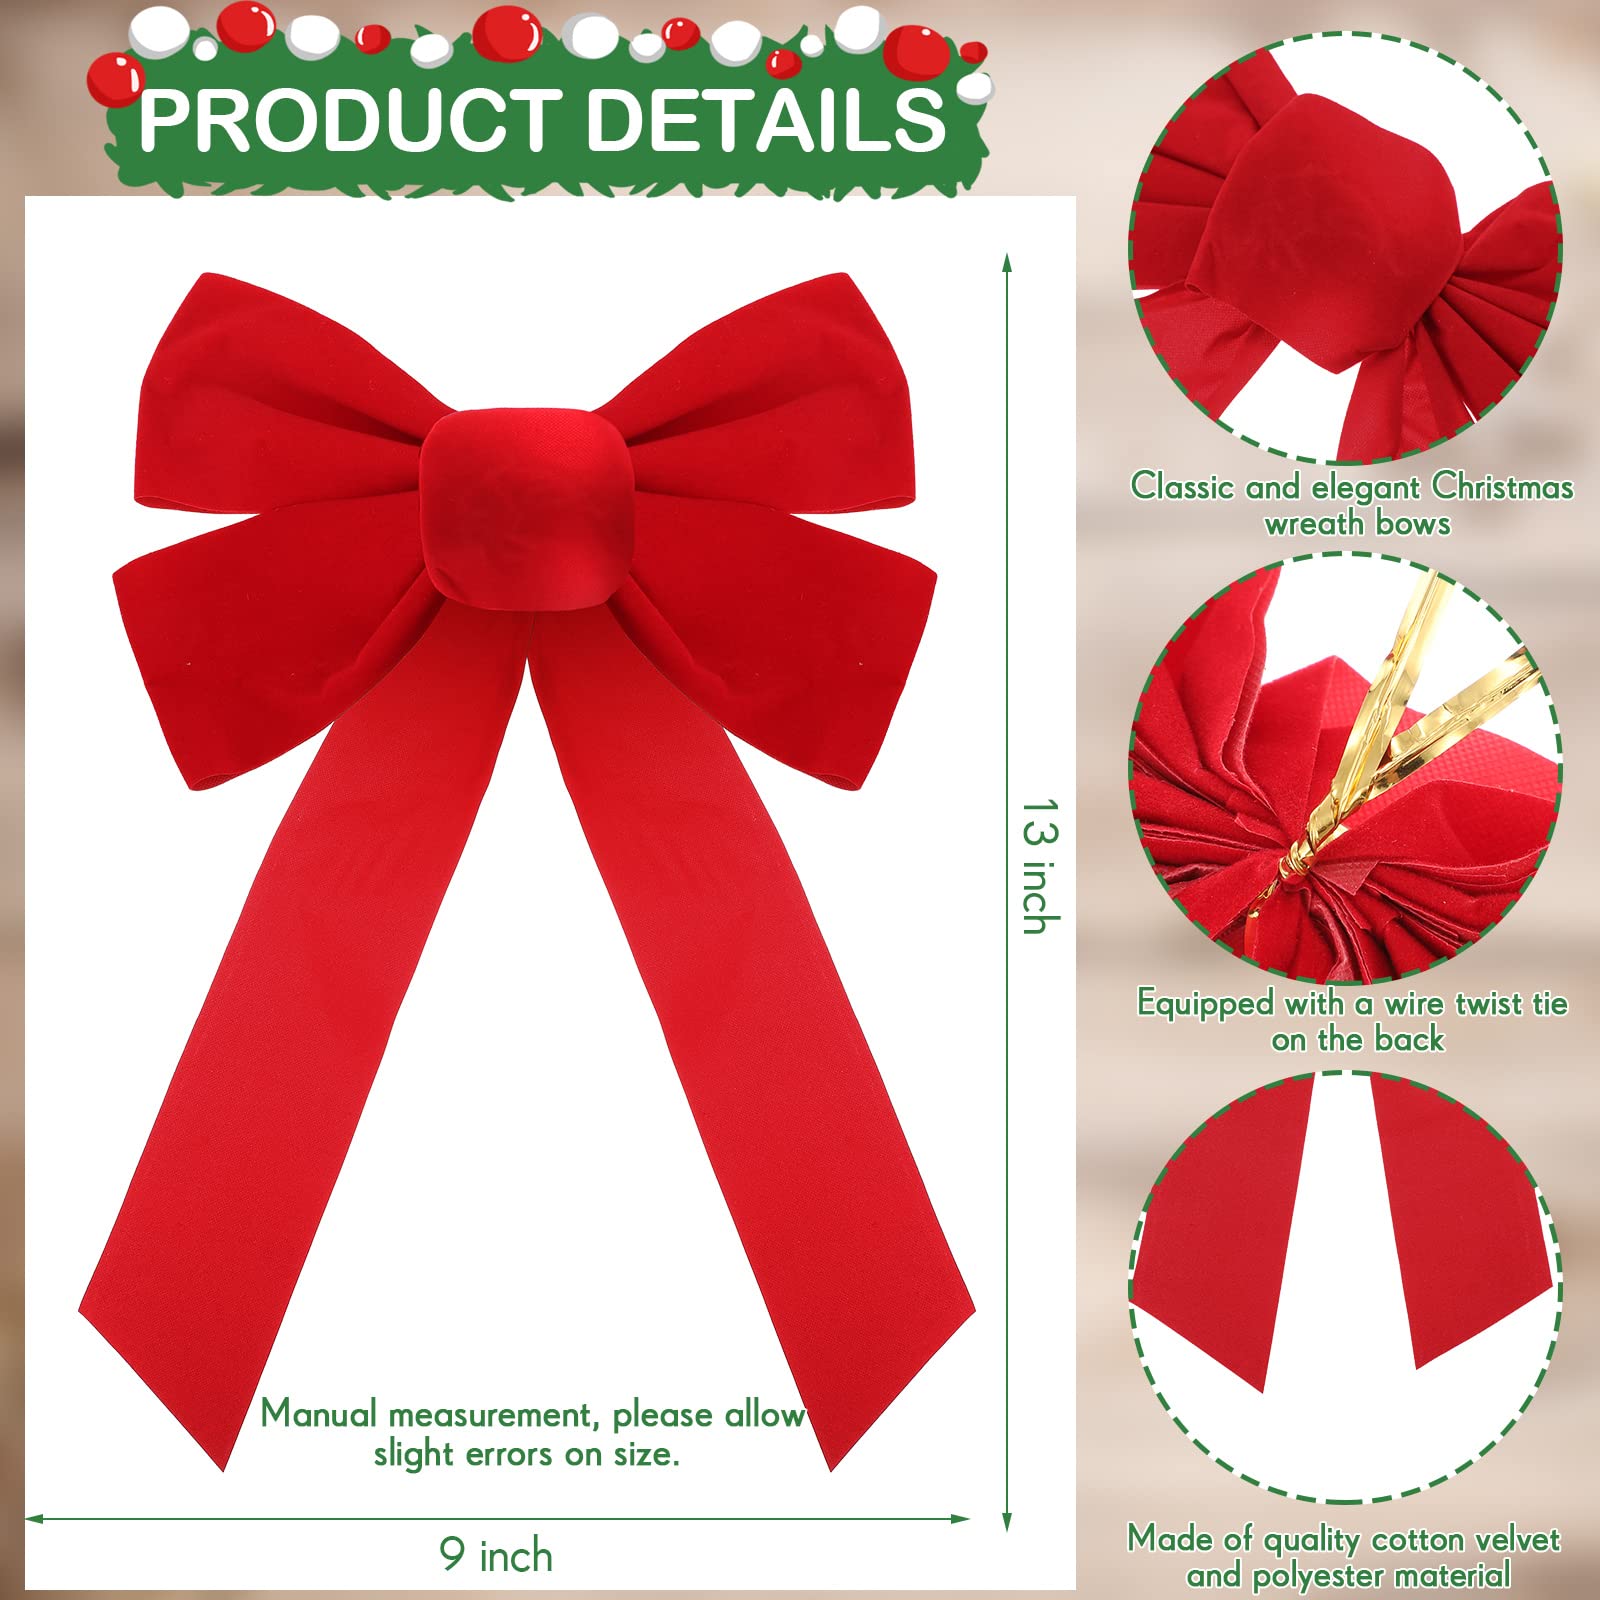 PRODUCT DETAILS
Classic and elegant Christmas
wreath bows
13 inch
Equipped with a wire twist tie
on the back
Manual measurement, please allow
slight errors on size.
9 inch
Made of quality cotton velvet
and polyester material